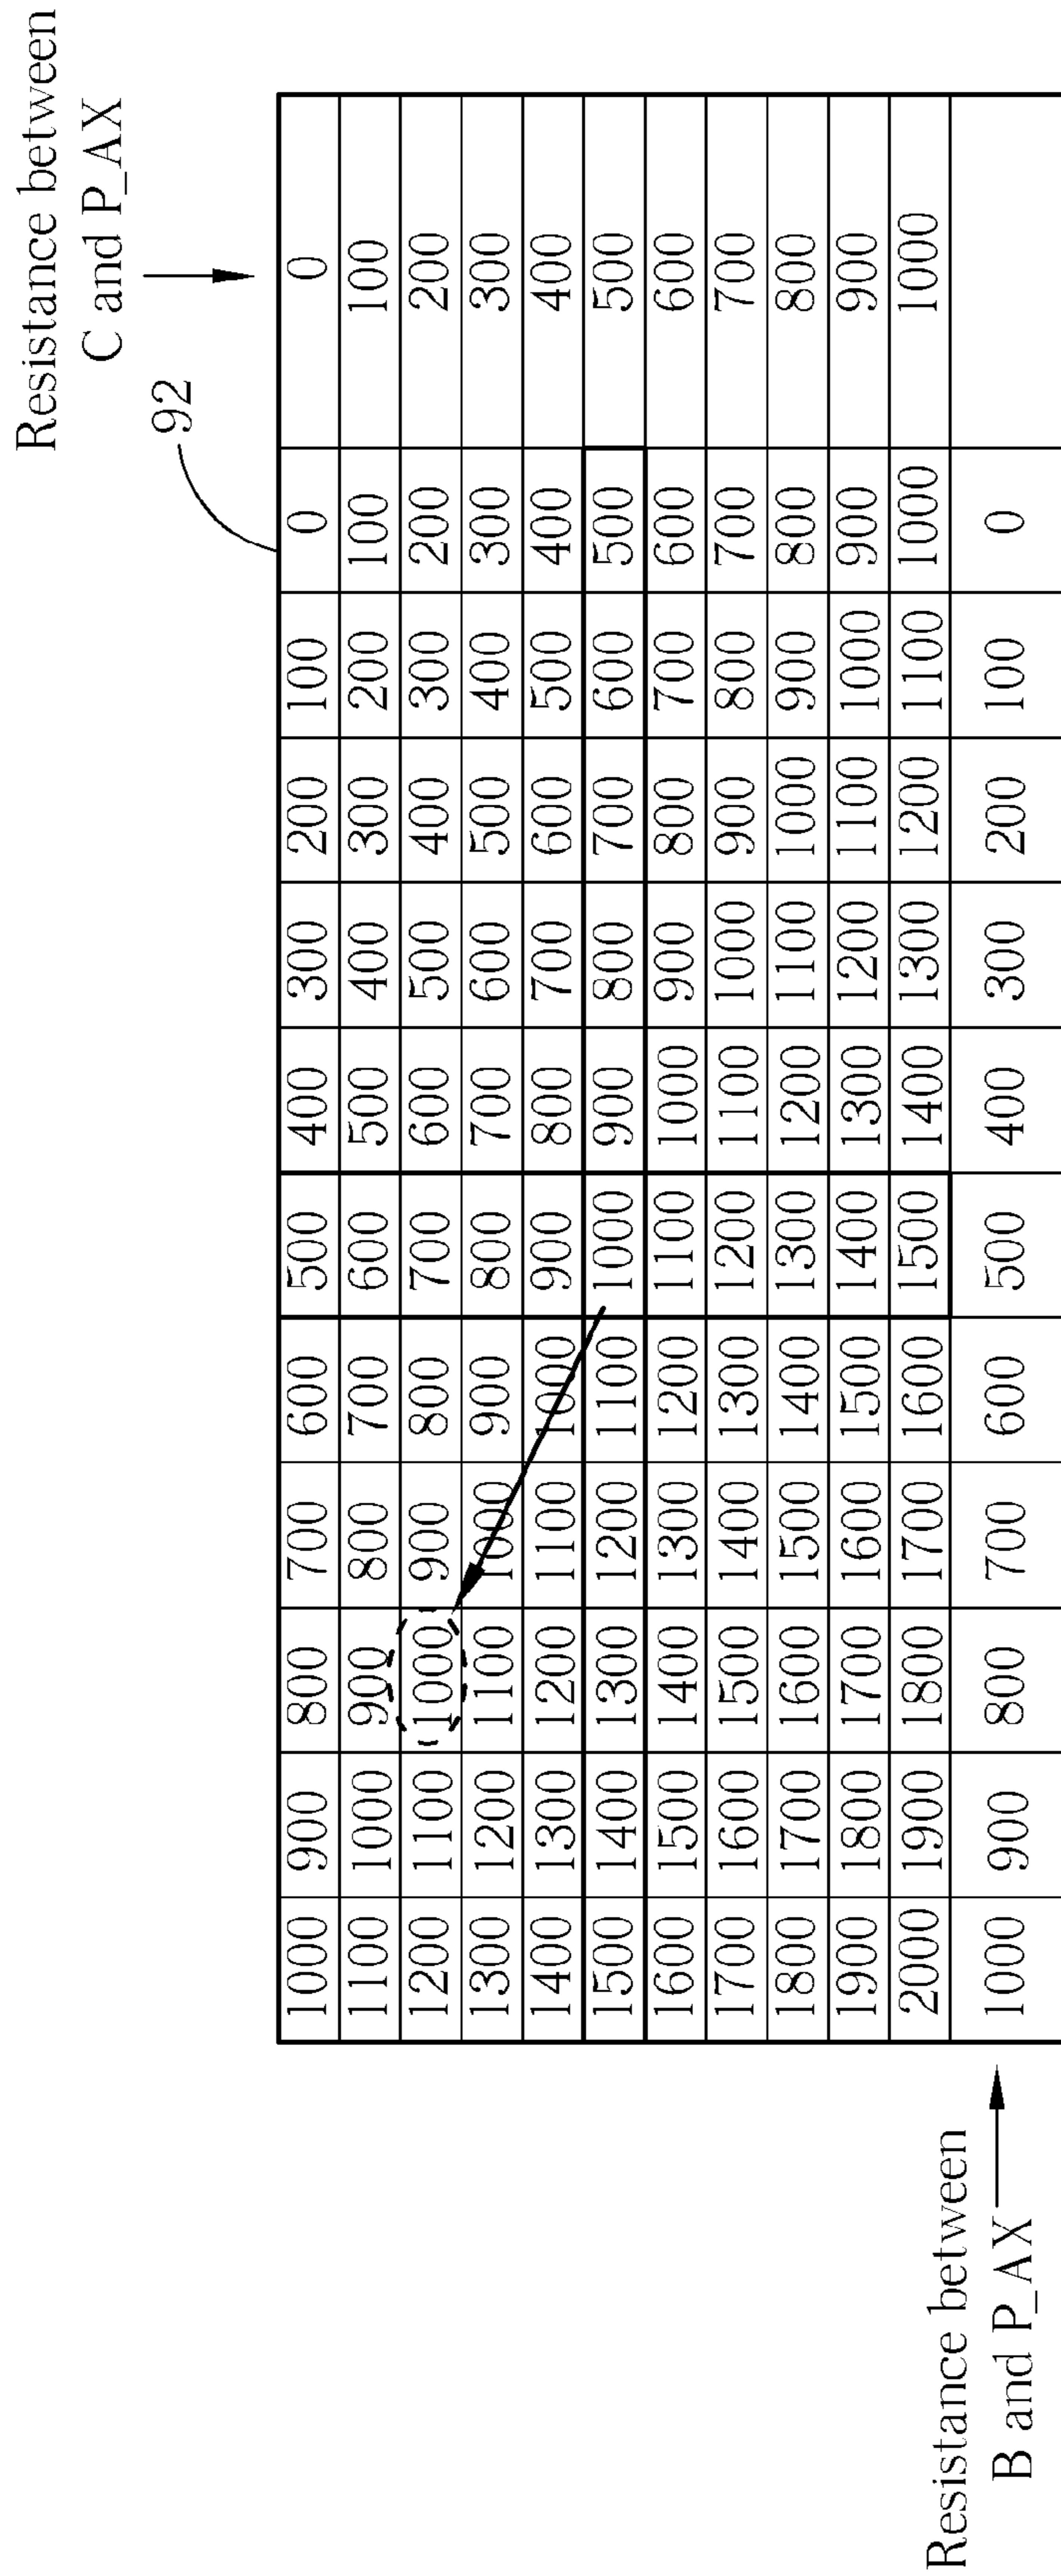 Resistance between
C and P_AX
92
1000 900 800 700 600 500 400 300 200 100 0 0
1100 1000 900 800 700 600 500 400 300 200 100 100
1200 1100 1000 900 800 700 600 500 400 300 200 200
1300 1200 1100 1000 900 800 700 600 500 400 300 300
1400 1300 1200 1100 1000 900 800 700 600 500 400 400
1500 1400 1300 1200 1100 1000 900 800 700 600 500 500
1600 1500 1400 1300 1200 1100 1000 900 800 700 600 600
1700 1600 1500 1400 1300 1200 1100 1000 900 800 700 700
1800 1700 1600 1500 1400 1300 1200 1100 1000 900 800 800
1900 1800 1700 1600 1500 1400 1300 1200 1100 1000 900 900
2000 1900 1800 1700 1600 1500 1400 1300 1200 1100 1000 1000
1000 900 800 700 600 500 400 300 200 100 0
Resistance between
B and P_AX